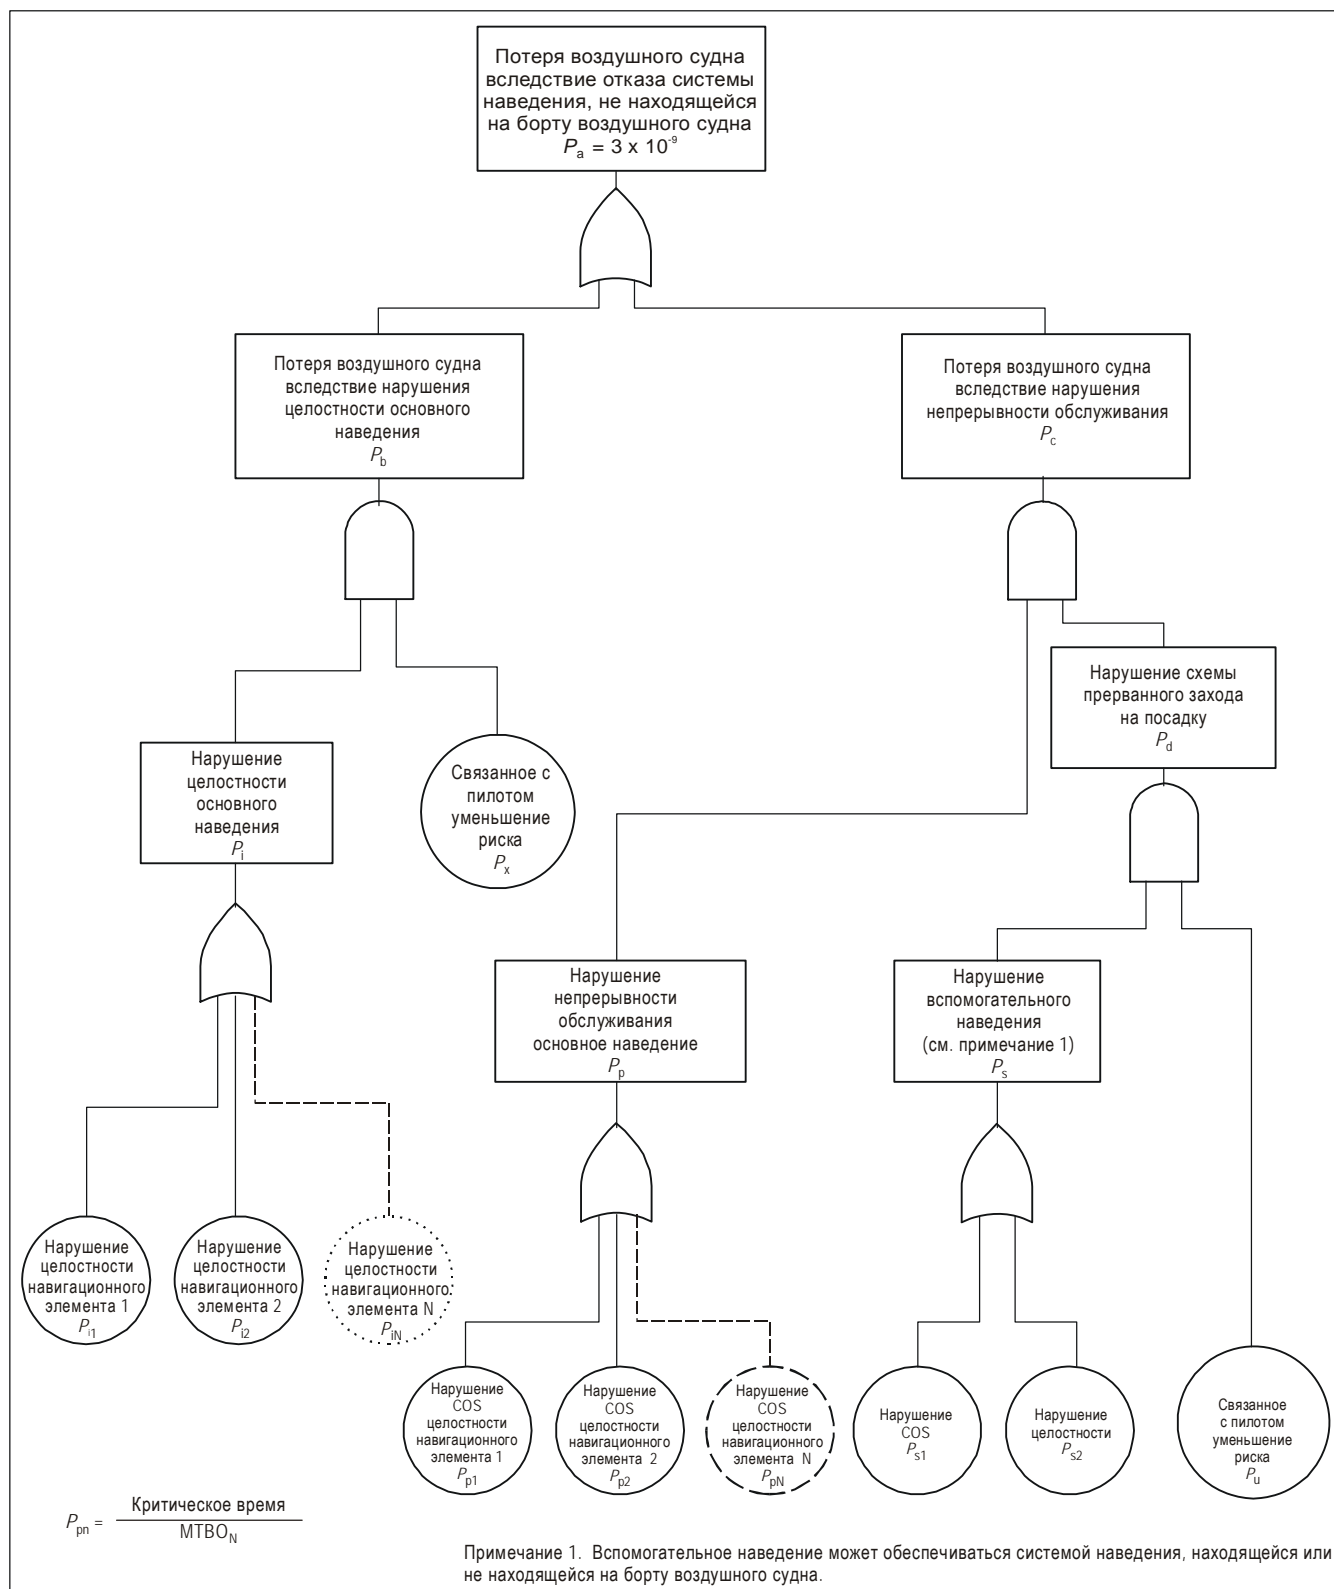 Потеря воздушного судна
вследствие отказа системы
наведения, не находящейся
на борту воздушного судна
Pa = 3 x 10⁻⁹
Потеря воздушного судна
вследствие нарушения
целостности основного
наведения
Pb
Потеря воздушного судна
вследствие нарушения
непрерывности обслуживания
Pc
Нарушение схемы
прерванного захода
на посадку
Pd
Нарушение
целостности
основного
наведения
Pi
Связанное с
пилотом
уменьшение
риска
Px
Нарушение
непрерывности
обслуживания
основное наведение
Pp
Нарушение
вспомогательного
наведения
(см. примечание 1)
Ps
Нарушение
целостности
навигационного
элемента 1
Pi1
Нарушение
целостности
навигационного
элемента 2
Pi2
Нарушение
целостности
навигационного
элемента N
PiN
Нарушение
COS
целостности
навигационного
элемента 1
Pp1
Нарушение
COS
целостности
навигационного
элемента 2
Pp2
Нарушение
COS
целостности
навигационного
элемента N
PpN
Нарушение
COS
Ps1
Нарушение
целостности
Ps2
Связанное
с пилотом
уменьшение
риска
Pu
Критическое время
Ppn =
MTBON
Примечание 1. Вспомогательное наведение может обеспечиваться системой наведения, находящейся или
не находящейся на борту воздушного судна.